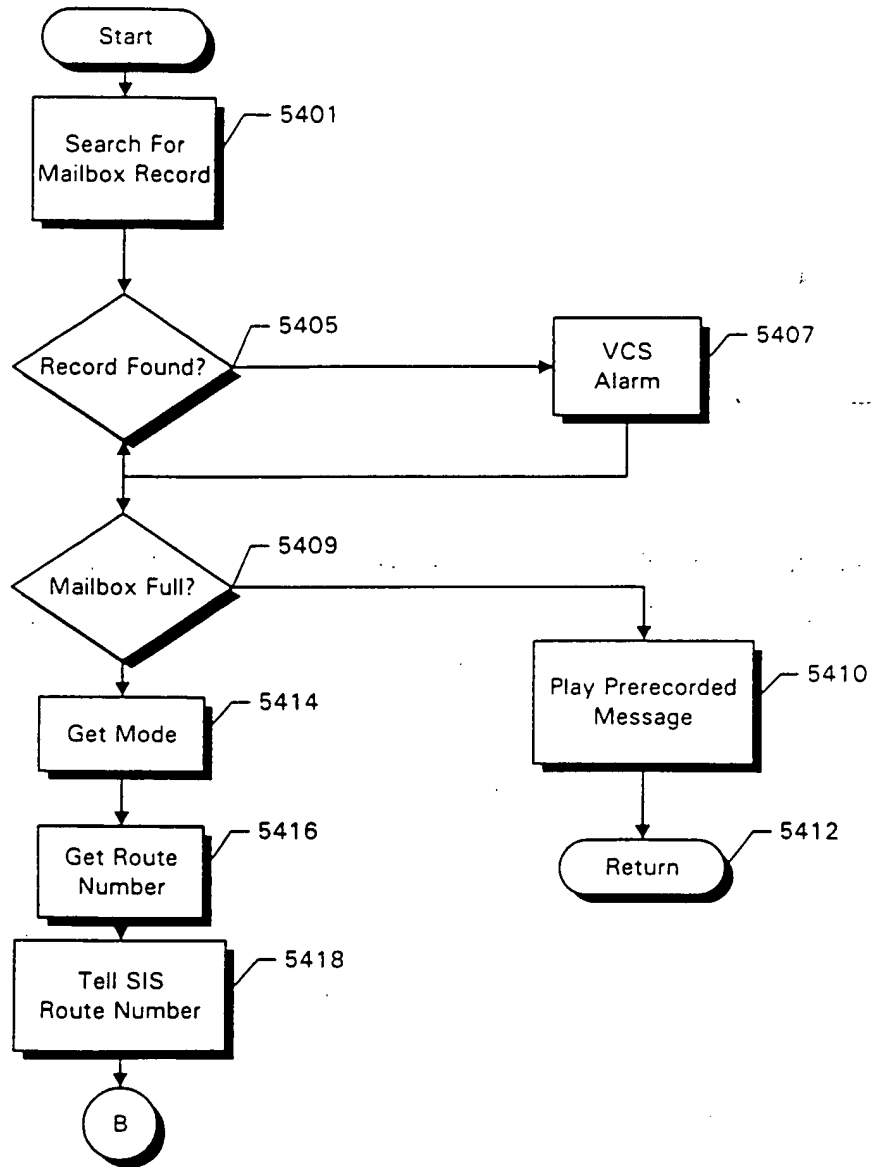 Start
Search For
Mailbox Record
5401
Record Found?
5405
VCS
Alarm
5407
Mailbox Full?
5409
Play Prerecorded
Message
5410
Get Mode
5414
Get Route
Number
5416
Return
5412
Tell SIS
Route Number
5418
B